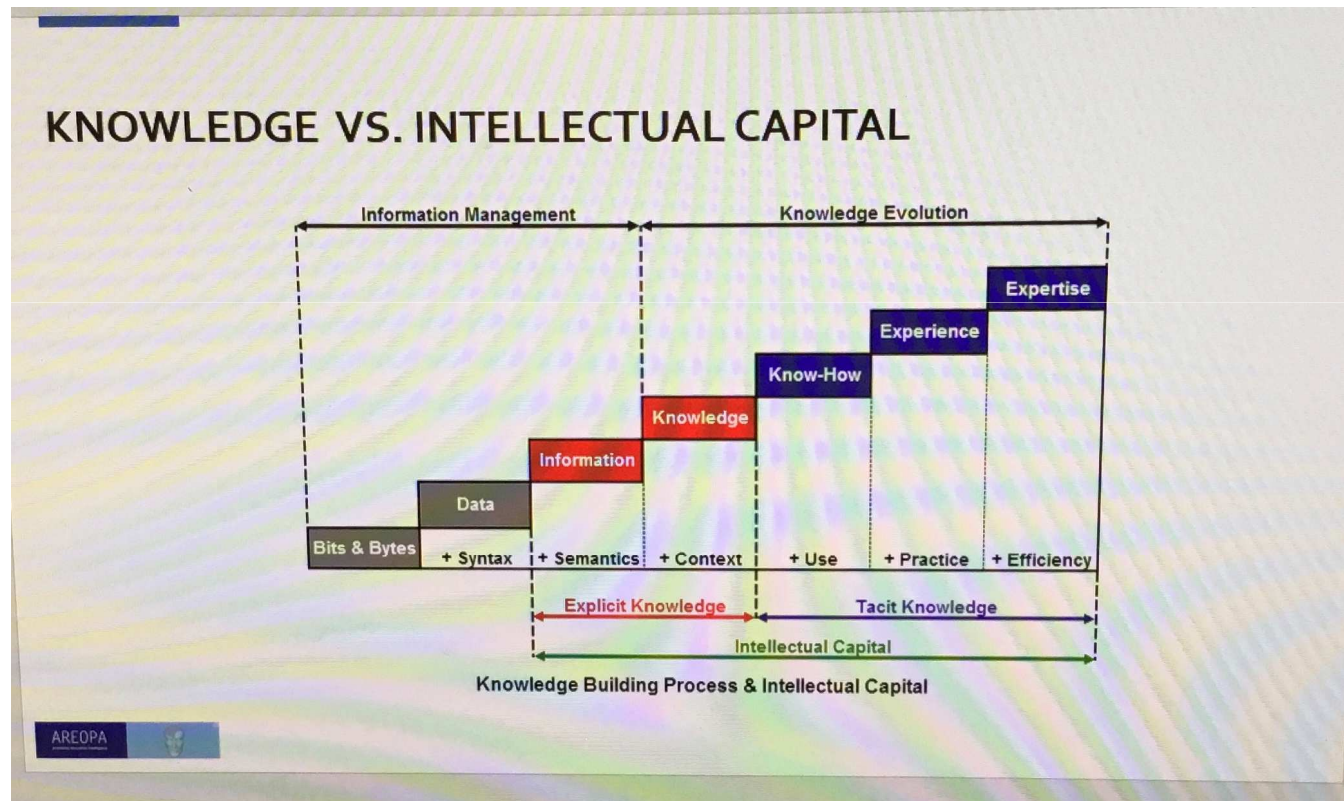 KNOWLEDGE VS. INTELLECTUAL CAPITAL
Information Management
Knowledge Evolution
Expertise
Experience
Know-How
Knowledge
Information
Data
Bits & Bytes
+ Syntax
+ Semantics
+ Context
+ Use
+ Practice
+ Efficiency
Explicit Knowledge
Tacit Knowledge
Intellectual Capital
Knowledge Building Process & Intellectual Capital
AREOPA